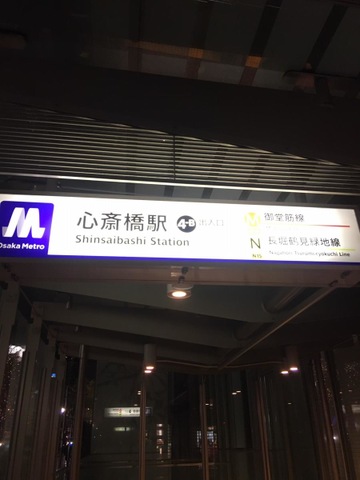 心斎橋駅 4-B 出入口
Shinsaibashi Station
Osaka Metro
M 御堂筋線
N 長堀鶴見緑地線
N15 Nagahori Tsurumi-ryokuchi Line